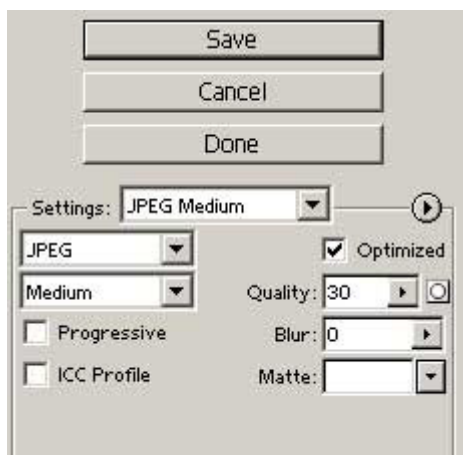 Save
Cancel
Done
Settings: JPEG Medium
JPEG Optimized
Medium Quality: 30
Progressive Blur: 0
ICC Profile Matte: